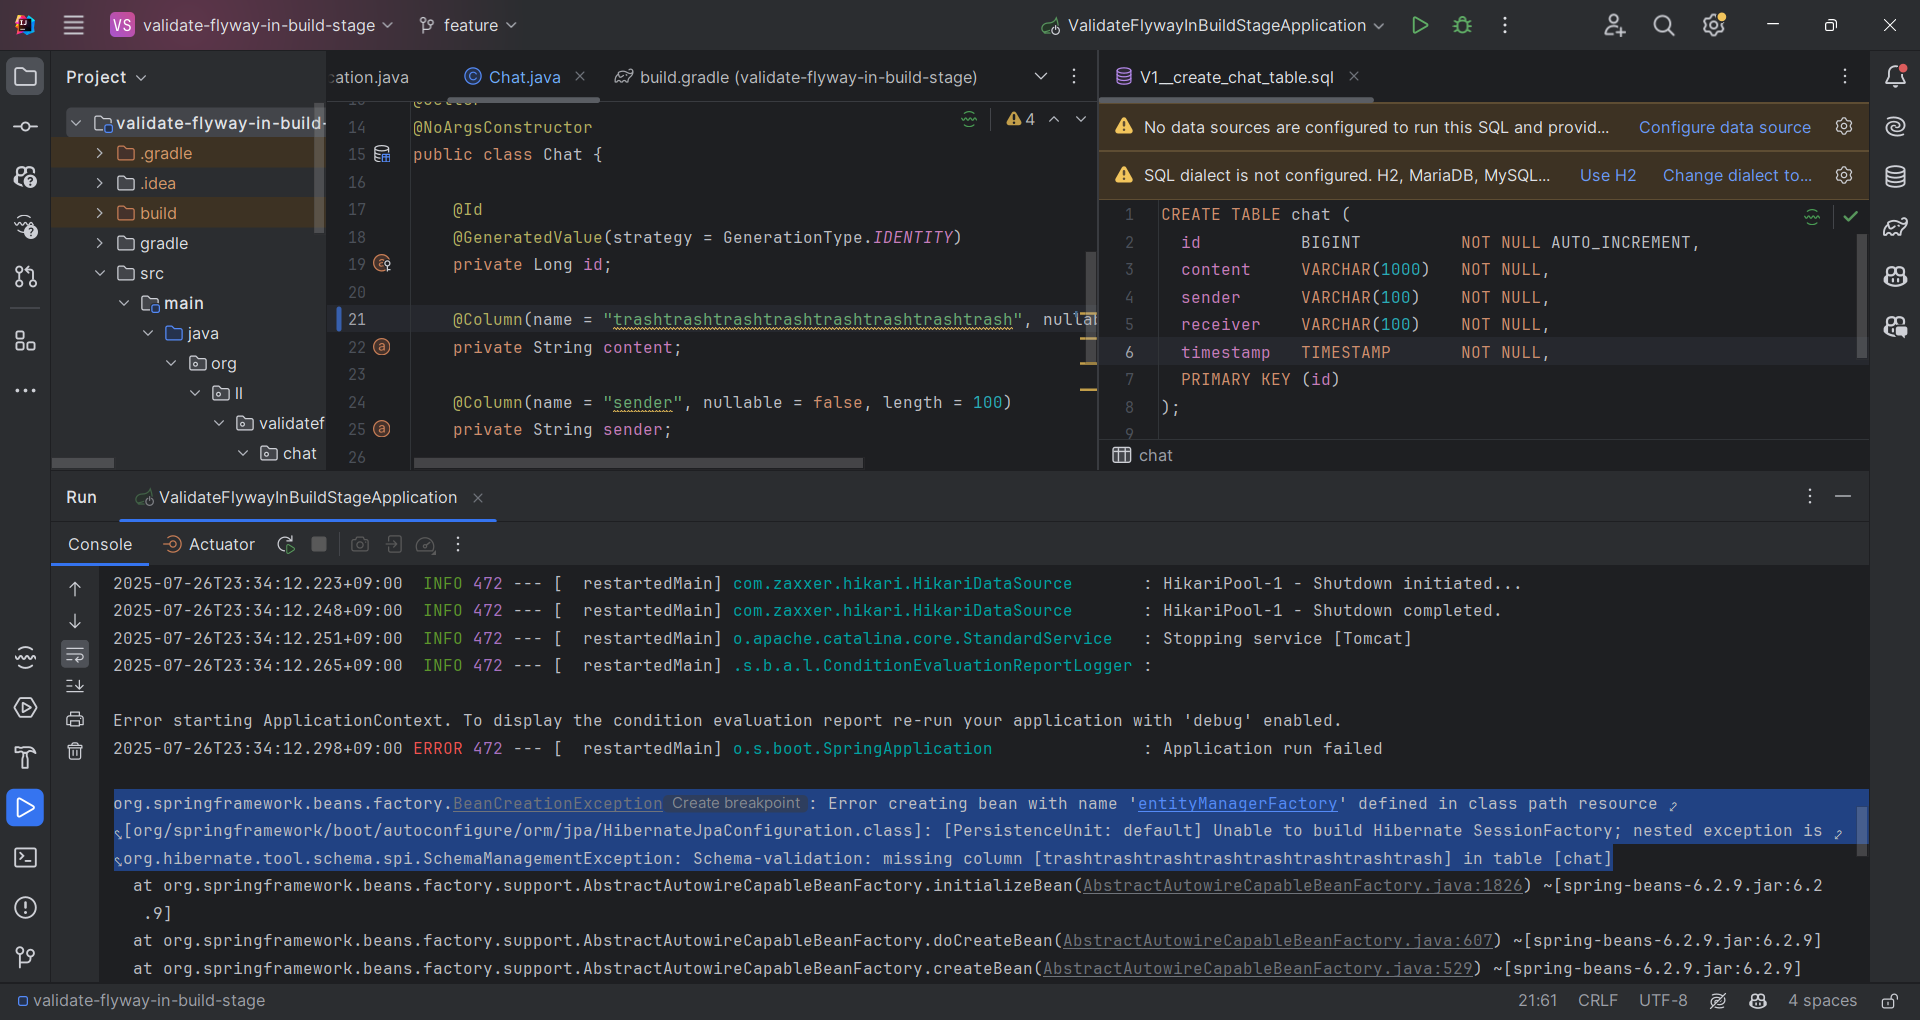 VS validate-flyway-in-build-stage feature ValidateFlywayInBuildStageApplication
Project
validate-flyway-in-build-
.gradle
.idea
build
gradle
src
main
java
org
ll
validatef
chat
ation.java Chat.java build.gradle (validate-flyway-in-build-stage)
4
14 @NoArgsConstructor
15 public class Chat {
16
17 @Id
18 @GeneratedValue(strategy = GenerationType.IDENTITY)
19 private Long id;
20
21 @Column(name = "trashtrashtrashtrashtrashtrashtrashtrash", nullab
22 private String content;
23
24 @Column(name = "sender", nullable = false, length = 100)
25 private String sender;
26
V1__create_chat_table.sql
No data sources are configured to run this SQL and provid... Configure data source
SQL dialect is not configured. H2, MariaDB, MySQL... Use H2 Change dialect to...
1 CREATE TABLE chat (
2 id BIGINT NOT NULL AUTO_INCREMENT,
3 content VARCHAR(1000) NOT NULL,
4 sender VARCHAR(100) NOT NULL,
5 receiver VARCHAR(100) NOT NULL,
6 timestamp TIMESTAMP NOT NULL,
7 PRIMARY KEY (id)
8 );
9
chat
Run ValidateFlywayInBuildStageApplication
Console Actuator
2025-07-26T23:34:12.223+09:00 INFO 472 --- [ restartedMain] com.zaxxer.hikari.HikariDataSource : HikariPool-1 - Shutdown initiated...
2025-07-26T23:34:12.248+09:00 INFO 472 --- [ restartedMain] com.zaxxer.hikari.HikariDataSource : HikariPool-1 - Shutdown completed.
2025-07-26T23:34:12.251+09:00 INFO 472 --- [ restartedMain] o.apache.catalina.core.StandardService : Stopping service [Tomcat]
2025-07-26T23:34:12.265+09:00 INFO 472 --- [ restartedMain] .s.b.a.l.ConditionEvaluationReportLogger :
Error starting ApplicationContext. To display the condition evaluation report re-run your application with 'debug' enabled.
2025-07-26T23:34:12.298+09:00 ERROR 472 --- [ restartedMain] o.s.boot.SpringApplication : Application run failed
org.springframework.beans.factory.BeanCreationException Create breakpoint : Error creating bean with name 'entityManagerFactory' defined in class path resource
[org/springframework/boot/autoconfigure/orm/jpa/HibernateJpaConfiguration.class]: [PersistenceUnit: default] Unable to build Hibernate SessionFactory; nested exception is
org.hibernate.tool.schema.spi.SchemaManagementException: Schema-validation: missing column [trashtrashtrashtrashtrashtrashtrashtrash] in table [chat]
at org.springframework.beans.factory.support.AbstractAutowireCapableBeanFactory.initializeBean(AbstractAutowireCapableBeanFactory.java:1826) ~[spring-beans-6.2.9.jar:6.2
.9]
at org.springframework.beans.factory.support.AbstractAutowireCapableBeanFactory.doCreateBean(AbstractAutowireCapableBeanFactory.java:607) ~[spring-beans-6.2.9.jar:6.2.9]
at org.springframework.beans.factory.support.AbstractAutowireCapableBeanFactory.createBean(AbstractAutowireCapableBeanFactory.java:529) ~[spring-beans-6.2.9.jar:6.2.9]
validate-flyway-in-build-stage 21:61 CRLF UTF-8 4 spaces